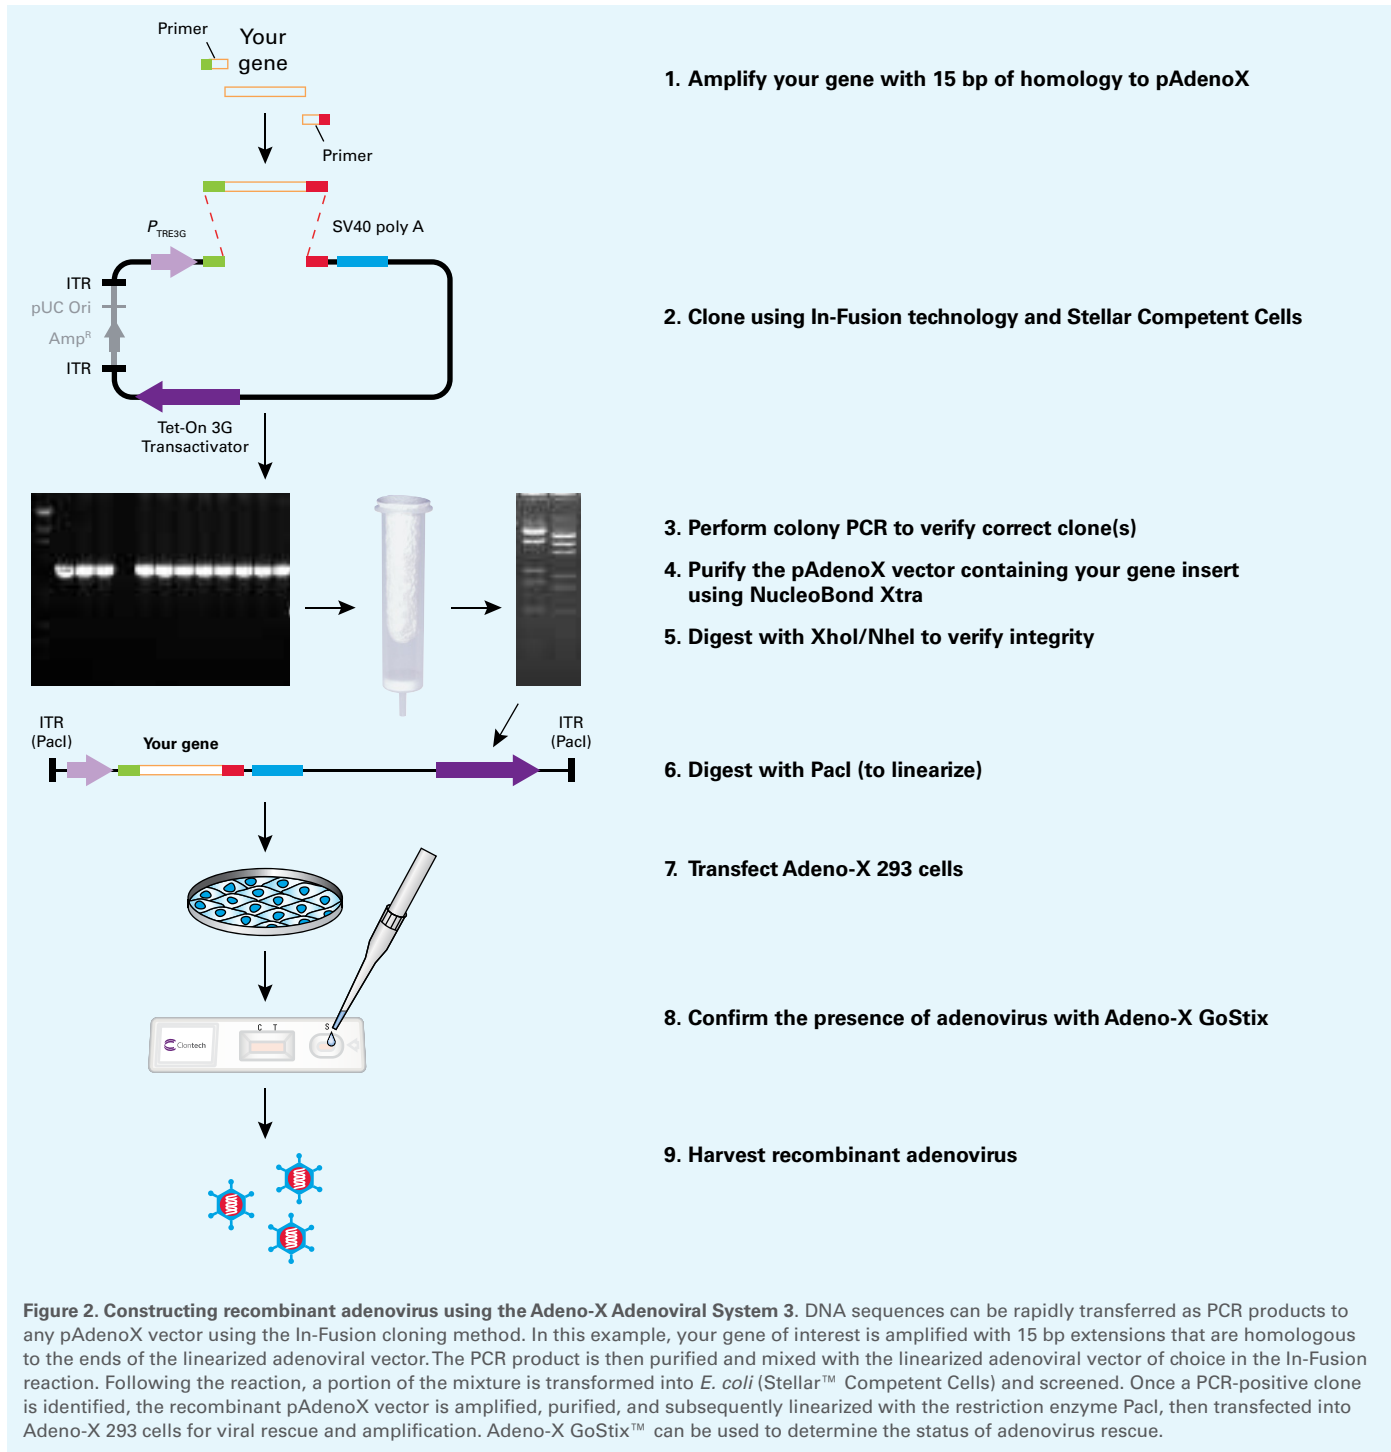 Primer
Your
gene
1. Amplify your gene with 15 bp of homology to pAdenoX
Primer
PTRE3G
SV40 poly A
ITR
pUC Ori
AmpR
ITR
2. Clone using In-Fusion technology and Stellar Competent Cells
Tet-On 3G
Transactivator
3. Perform colony PCR to verify correct clone(s)
4. Purify the pAdenoX vector containing your gene insert
using NucleoBond Xtra
5. Digest with XhoI/NheI to verify integrity
ITR
(PacI)
Your gene
ITR
(PacI)
6. Digest with PacI (to linearize)
7. Transfect Adeno-X 293 cells
C T
S
Clontech
8. Confirm the presence of adenovirus with Adeno-X GoStix
9. Harvest recombinant adenovirus
Figure 2. Constructing recombinant adenovirus using the Adeno-X Adenoviral System 3. DNA sequences can be rapidly transferred as PCR products to
any pAdenoX vector using the In-Fusion cloning method. In this example, your gene of interest is amplified with 15 bp extensions that are homologous
to the ends of the linearized adenoviral vector. The PCR product is then purified and mixed with the linearized adenoviral vector of choice in the In-Fusion
reaction. Following the reaction, a portion of the mixture is transformed into E. coli (Stellar™ Competent Cells) and screened. Once a PCR-positive clone
is identified, the recombinant pAdenoX vector is amplified, purified, and subsequently linearized with the restriction enzyme PacI, then transfected into
Adeno-X 293 cells for viral rescue and amplification. Adeno-X GoStix™ can be used to determine the status of adenovirus rescue.